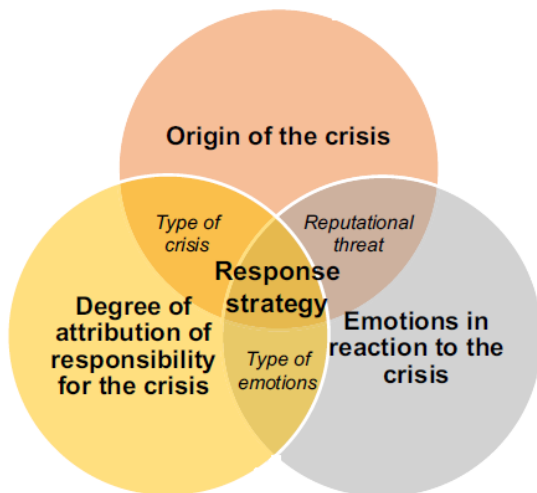 Origin of the crisis
Type of
crisis
Reputational
threat
Response
strategy
Degree of
attribution of
responsibility
for the crisis
Emotions in
reaction to the
crisis
Type of
emotions